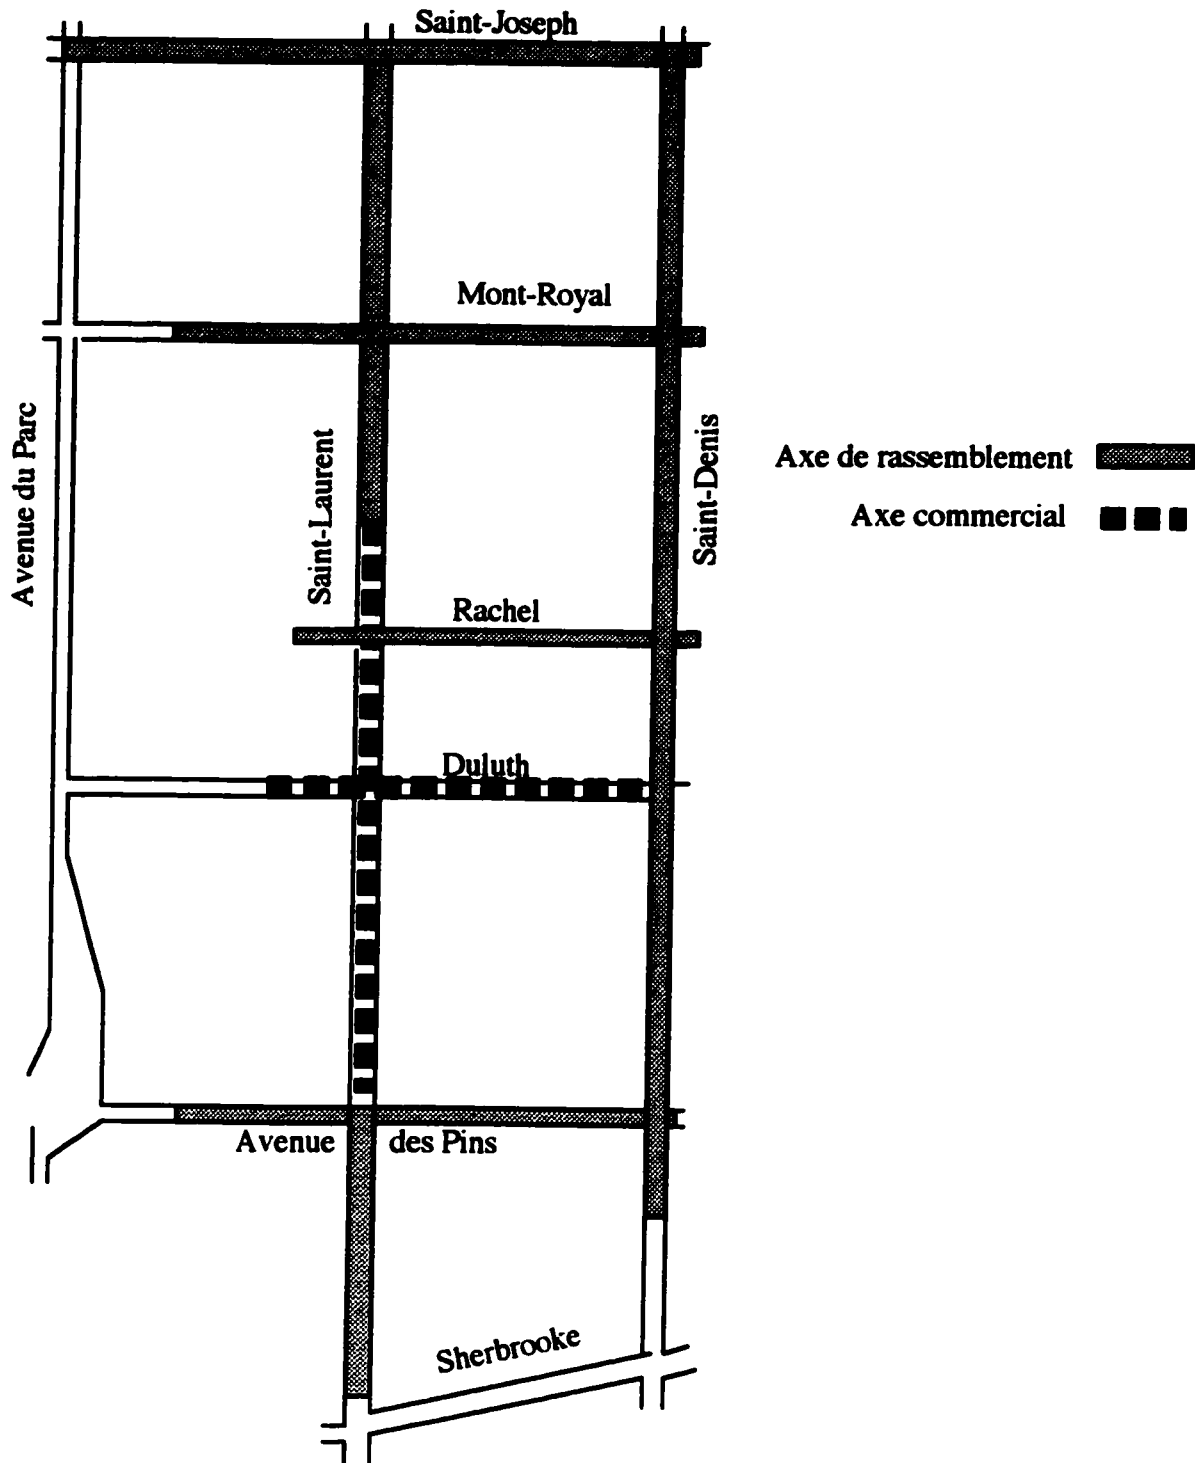 Saint-Joseph
Mont-Royal
Avenue du Parc
Saint-Laurent
Saint-Denis
Axe de rassemblement
Axe commercial
Rachel
Duluth
Avenue des Pins
Sherbrooke